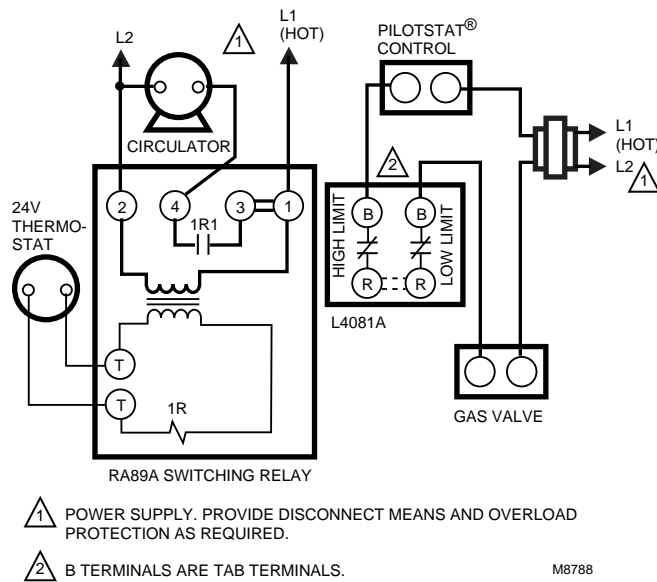 L2
1
L1
(HOT)
PILOTSTAT®
CONTROL
CIRCULATOR
L1
(HOT)
L2
1
2
24V
THERMO-
STAT
2
4
3
1
1R1
HIGH LIMIT
B
B
LOW LIMIT
R
R
L4081A
T
T
1R
GAS VALVE
RA89A SWITCHING RELAY
1 POWER SUPPLY. PROVIDE DISCONNECT MEANS AND OVERLOAD
PROTECTION AS REQUIRED.
2 B TERMINALS ARE TAB TERMINALS.
M8788